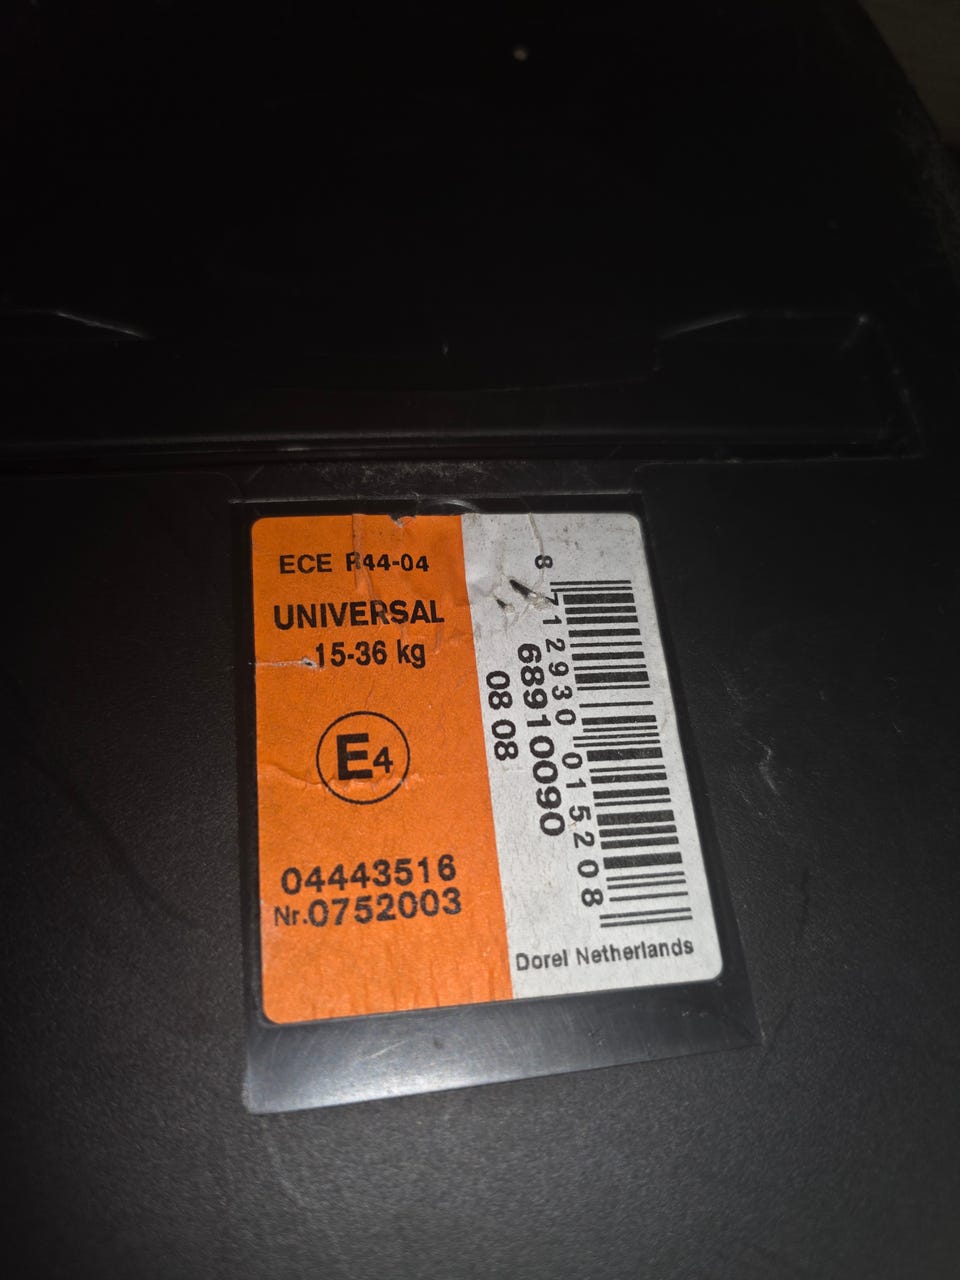 ECE R44-04
UNIVERSAL
15-36 kg
E4
04443516
Nr.0752003
8 712930 015208
68910090
08 08
Dorel Netherlands